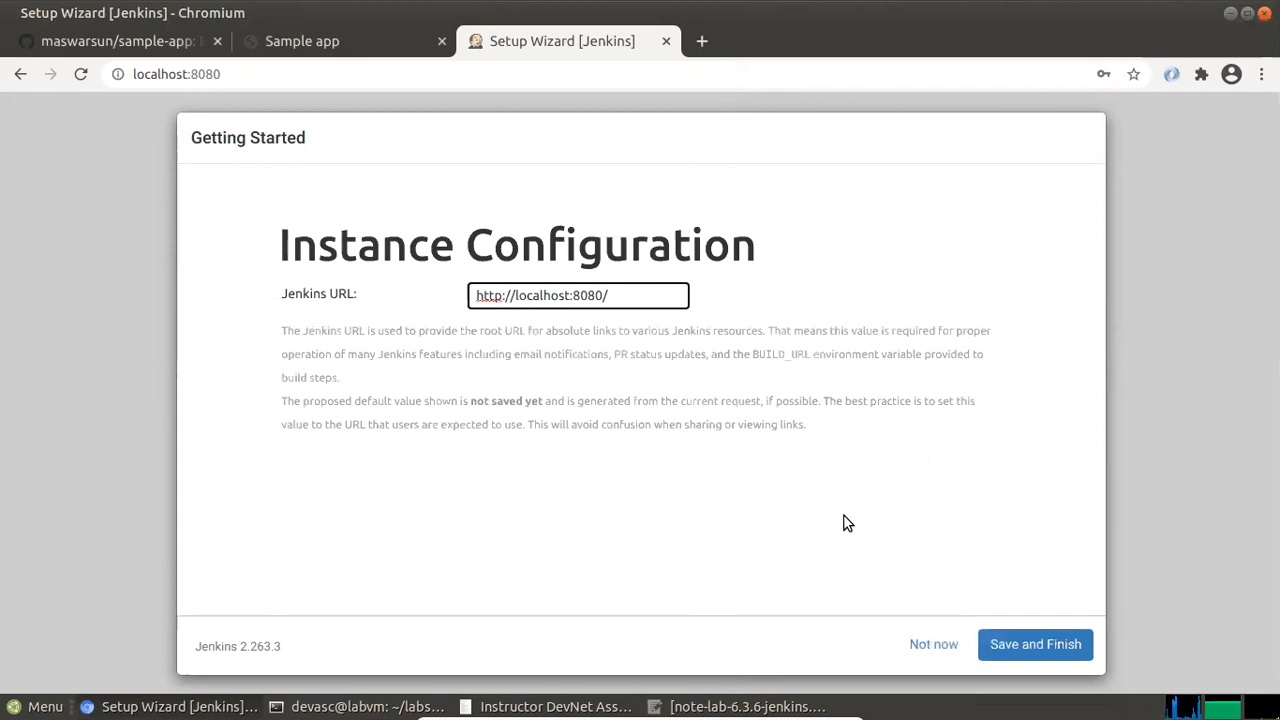 Setup Wizard [Jenkins] - Chromium
maswarsun/sample-app:
Sample app
Setup Wizard [Jenkins]
localhost:8080
Getting Started
Instance Configuration
Jenkins URL:
http://localhost:8080/
The Jenkins URL is used to provide the root URL for absolute links to various Jenkins resources. That means this value is required for proper
operation of many Jenkins features including email notifications, PR status updates, and the BUILD_URL environment variable provided to
build steps.
The proposed default value shown is not saved yet and is generated from the current request, if possible. The best practice is to set this
value to the URL that users are expected to use. This will avoid confusion when sharing or viewing links.
Jenkins 2.263.3
Not now
Save and Finish
Menu
Setup Wizard [Jenkins]...
devasc@labvm: ~/labs...
Instructor DevNet Ass...
[note-lab-6.3.6-jenkins....